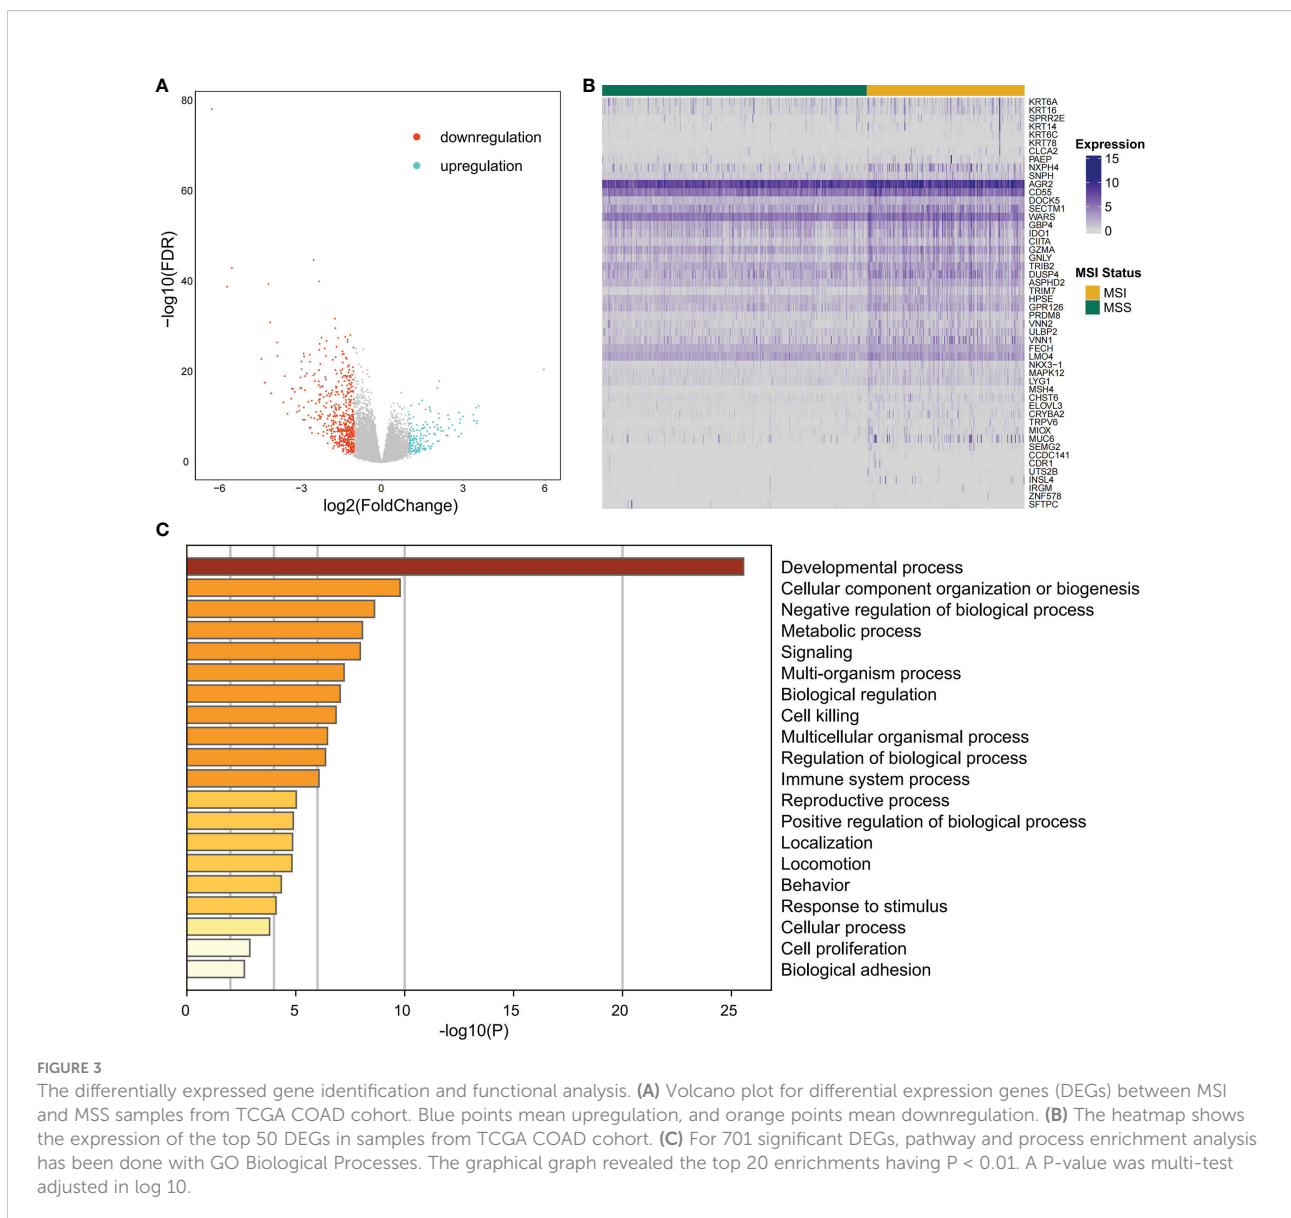 A
80
60
40
20
0
−log10(FDR)
−6
−3
0
3
6
log2(FoldChange)
downregulation
upregulation
B
KRT6A
KRT16
SPRR2E
KRT14
KRT6C
KRT78
CLCA2
PAEP
NXPH4
SNPH
AGR2
CD55
DOCK5
SECTM1
WARS
GBP4
IDO1
CIITA
GZMA
GNLY
TRIB2
DUSP4
ASPHD2
TRIM7
HPSE
GPR126
PRDM8
VNN2
ULBP2
VNN1
FECH
LMO4
NKX3−1
MAPK12
LYG1
MSH4
CHST6
ELOVL3
CRYBA2
TRPV6
MIOX
MUC6
SEMG2
CCDC141
CDR1
UTS2B
INSL4
IRGM
ZNF578
SFTPC
Expression
15
10
5
0
MSI Status
MSI
MSS
C
Developmental process
Cellular component organization or biogenesis
Negative regulation of biological process
Metabolic process
Signaling
Multi-organism process
Biological regulation
Cell killing
Multicellular organismal process
Regulation of biological process
Immune system process
Reproductive process
Positive regulation of biological process
Localization
Locomotion
Behavior
Response to stimulus
Cellular process
Cell proliferation
Biological adhesion
0
5
10
15
20
25
-log10(P)
FIGURE 3
The differentially expressed gene identification and functional analysis. (A) Volcano plot for differential expression genes (DEGs) between MSI
and MSS samples from TCGA COAD cohort. Blue points mean upregulation, and orange points mean downregulation. (B) The heatmap shows
the expression of the top 50 DEGs in samples from TCGA COAD cohort. (C) For 701 significant DEGs, pathway and process enrichment analysis
has been done with GO Biological Processes. The graphical graph revealed the top 20 enrichments having P < 0.01. A P-value was multi-test
adjusted in log 10.